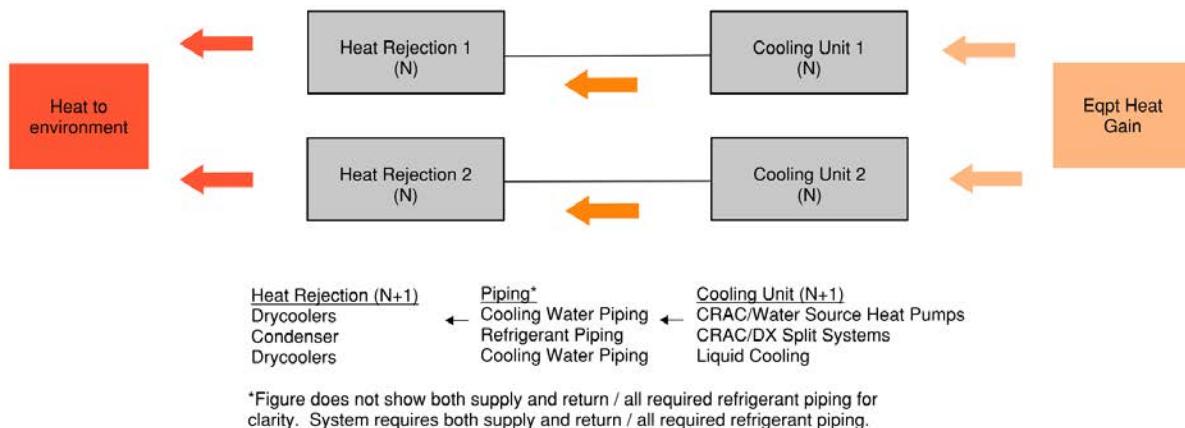 Heat to
environment
Heat Rejection 1
(N)
Cooling Unit 1
(N)
Heat Rejection 2
(N)
Cooling Unit 2
(N)
Eqpt Heat
Gain
Heat Rejection (N+1)
Drycoolers
Condenser
Drycoolers
Piping*
Cooling Water Piping
Refrigerant Piping
Cooling Water Piping
Cooling Unit (N+1)
CRAC/Water Source Heat Pumps
CRAC/DX Split Systems
Liquid Cooling
*Figure does not show both supply and return / all required refrigerant piping for
clarity. System requires both supply and return / all required refrigerant piping.